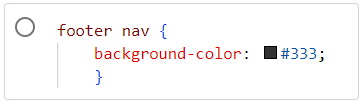 footer nav {
background-color: #333;
}